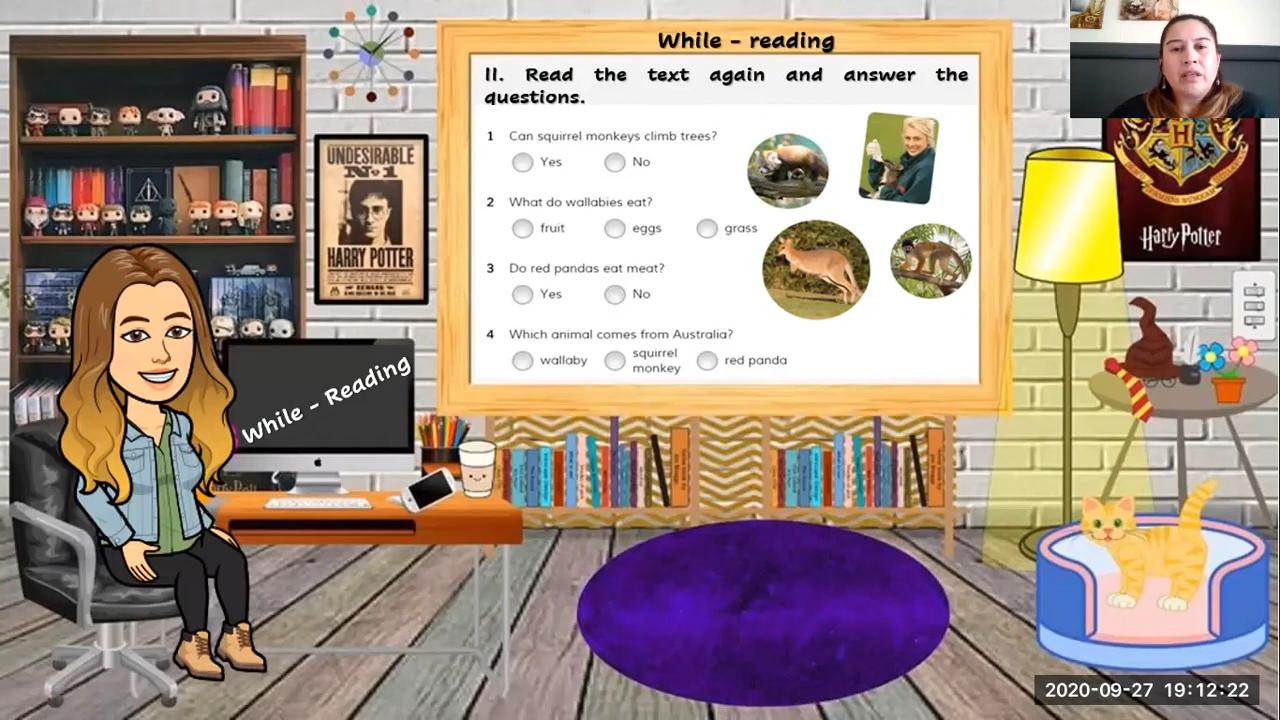 While - reading
II. Read the text again and answer the
questions.
1 Can squirrel monkeys climb trees?
Yes No
2 What do wallabies eat?
fruit eggs grass
3 Do red pandas eat meat?
Yes No
4 Which animal comes from Australia?
wallaby squirrel monkey red panda
UNDESIRABLE
No 1
HARRY POTTER
REWARD
While - Reading
H
Harry Potter
2020-09-27 19:12:22